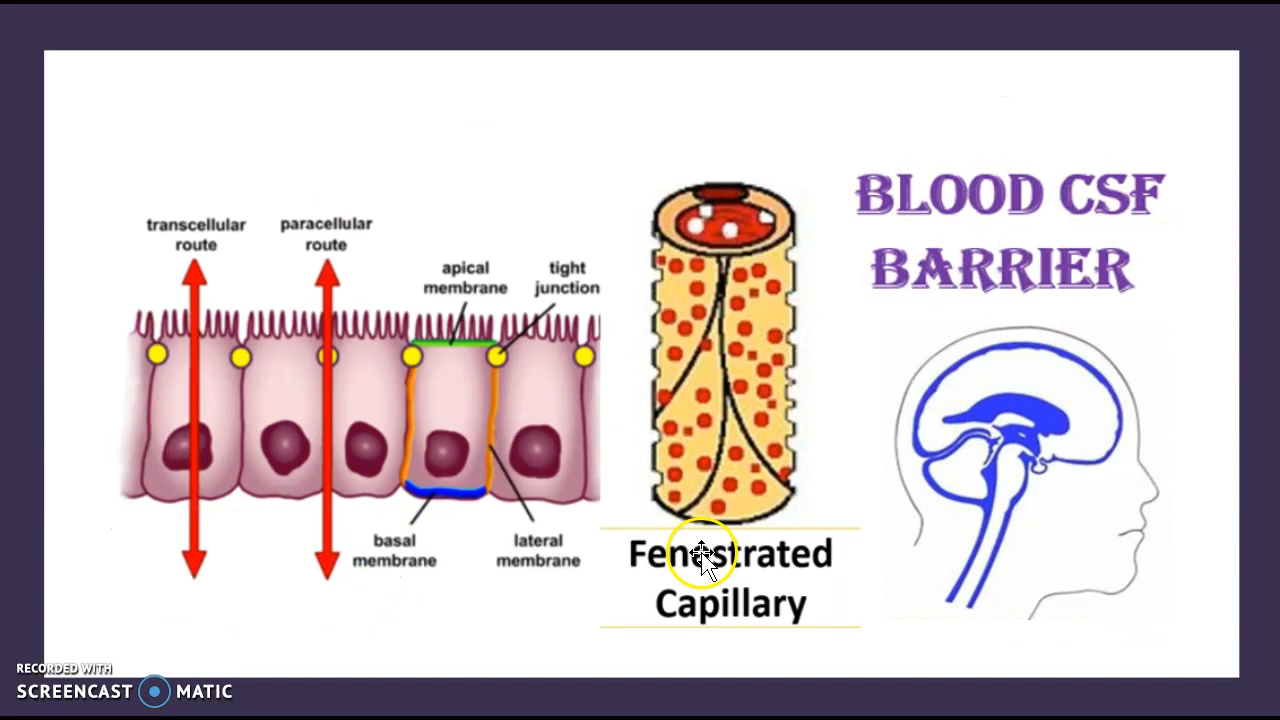 transcellular
route
paracellular
route
apical
membrane
tight
junction
basal
membrane
lateral
membrane
Fenestrated
Capillary
BLOOD CSF
BARRIER
RECORDED WITH
SCREENCAST MATIC